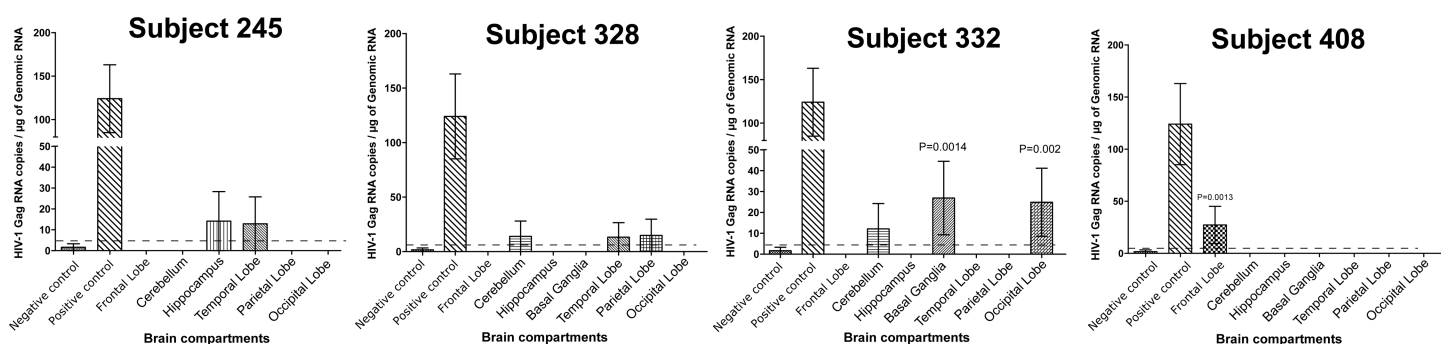 Subject 245
HIV-1 Gag RNA copies / µg of Genomic RNA
200
150
100
50
40
30
20
10
0
Negative control
Positive control
Frontal Lobe
Cerebellum
Hippocampus
Temporal Lobe
Parietal Lobe
Occipital Lobe
Brain compartments
Subject 328
HIV-1 Gag RNA copies / µg of Genomic RNA
200
150
100
50
0
Negative control
Positive control
Frontal Lobe
Cerebellum
Hippocampus
Basal Ganglia
Temporal Lobe
Parietal Lobe
Occipital Lobe
Brain compartments
Subject 332
HIV-1 Gag RNA copies / µg of Genomic RNA
200
150
100
50
40
30
20
10
0
P=0.0014
P=0.002
Negative control
Positive control
Frontal Lobe
Cerebellum
Hippocampus
Basal Ganglia
Temporal Lobe
Parietal Lobe
Occipital Lobe
Brain compartments
Subject 408
HIV-1 Gag RNA copies / µg of Genomic RNA
200
150
100
50
0
P=0.0013
Negative control
Positive control
Frontal Lobe
Cerebellum
Hippocampus
Basal Ganglia
Temporal Lobe
Parietal Lobe
Occipital Lobe
Brain compartments